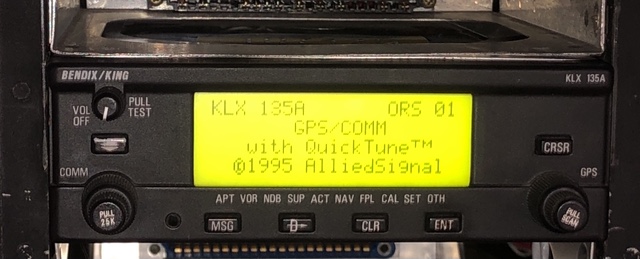 BENDIX/KING
KLX 135A
VOL
OFF
PULL
TEST
KLX 135A ORS 01
GPS/COMM
with QuickTune™
©1995 AlliedSignal
CRSR
COMM
GPS
APT VOR NDB SUP ACT NAV FPL CAL SET OTH
PULL
25K
MSG
D
CLR
ENT
PULL
SCAN